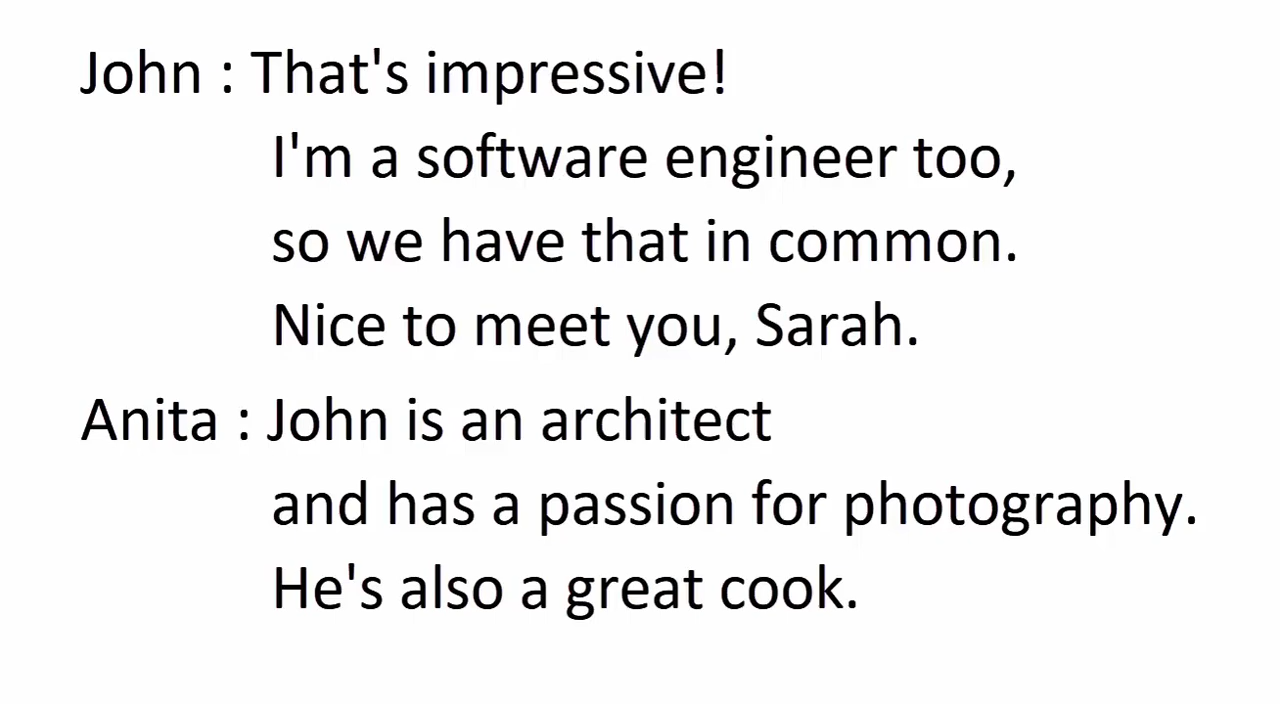 John : That's impressive!
I'm a software engineer too,
so we have that in common.
Nice to meet you, Sarah.
Anita : John is an architect
and has a passion for photography.
He's also a great cook.